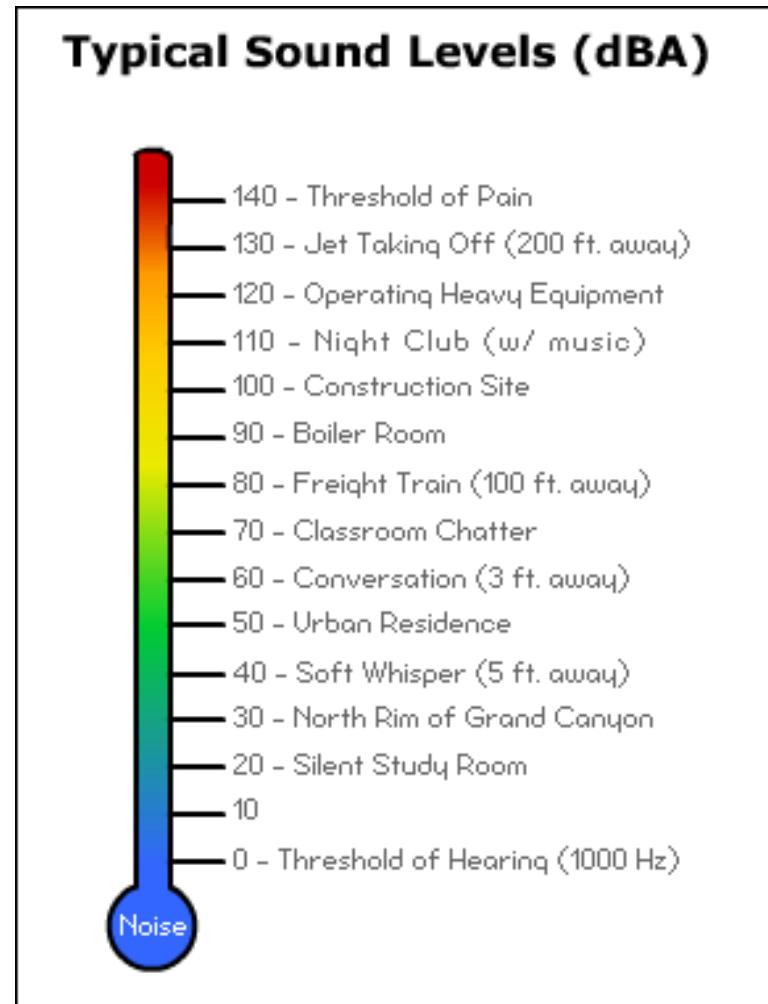 Typical Sound Levels (dBA)
140 - Threshold of Pain
130 - Jet Taking Off (200 ft. away)
120 - Operating Heavy Equipment
110 - Night Club (w/ music)
100 - Construction Site
90 - Boiler Room
80 - Freight Train (100 ft. away)
70 - Classroom Chatter
60 - Conversation (3 ft. away)
50 - Urban Residence
40 - Soft Whisper (5 ft. away)
30 - North Rim of Grand Canyon
20 - Silent Study Room
10
0 - Threshold of Hearing (1000 Hz)
Noise